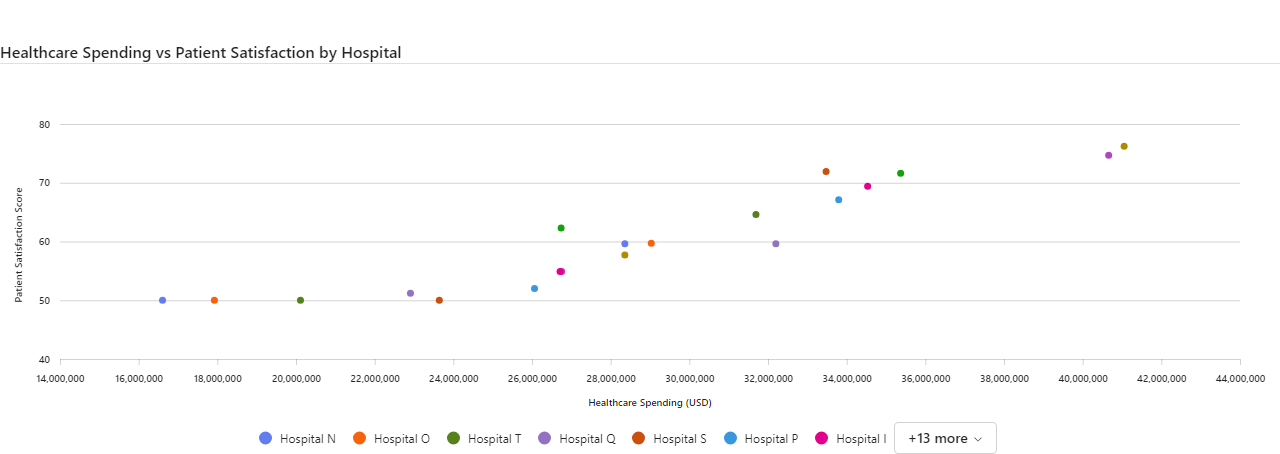 Healthcare Spending vs Patient Satisfaction by Hospital
80
70
60
50
40
Patient Satisfaction Score
14,000,000 16,000,000 18,000,000 20,000,000 22,000,000 24,000,000 26,000,000 28,000,000 30,000,000 32,000,000 34,000,000 36,000,000 38,000,000 40,000,000 42,000,000 44,000,000
Healthcare Spending (USD)
Hospital N Hospital O Hospital T Hospital Q Hospital S Hospital P Hospital I +13 more